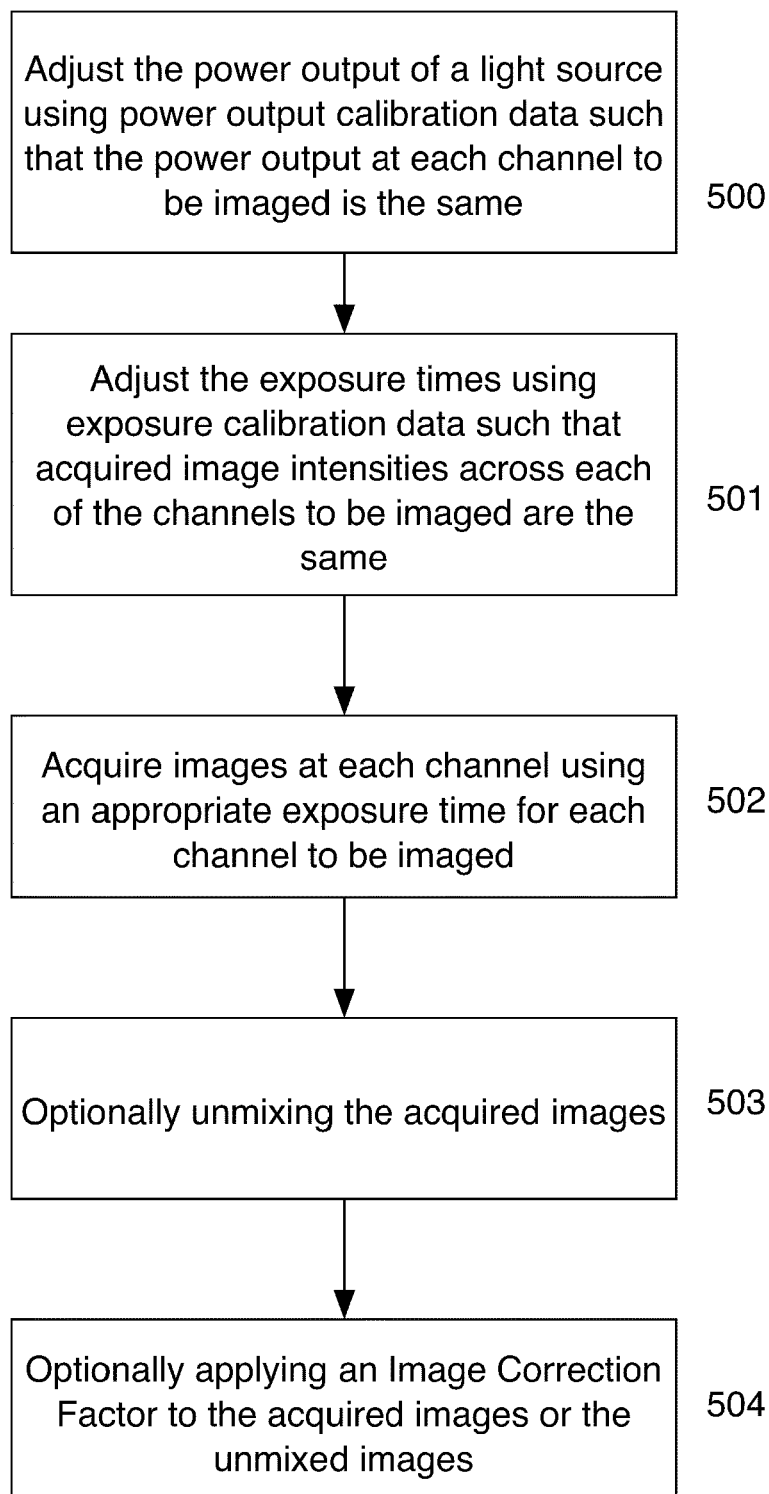 Adjust the power output of a light source
using power output calibration data such
that the power output at each channel to
be imaged is the same
500
Adjust the exposure times using
exposure calibration data such that
acquired image intensities across each
of the channels to be imaged are the
same
501
Acquire images at each channel using
an appropriate exposure time for each
channel to be imaged
502
Optionally unmixing the acquired images
503
Optionally applying an Image Correction
Factor to the acquired images or the
unmixed images
504